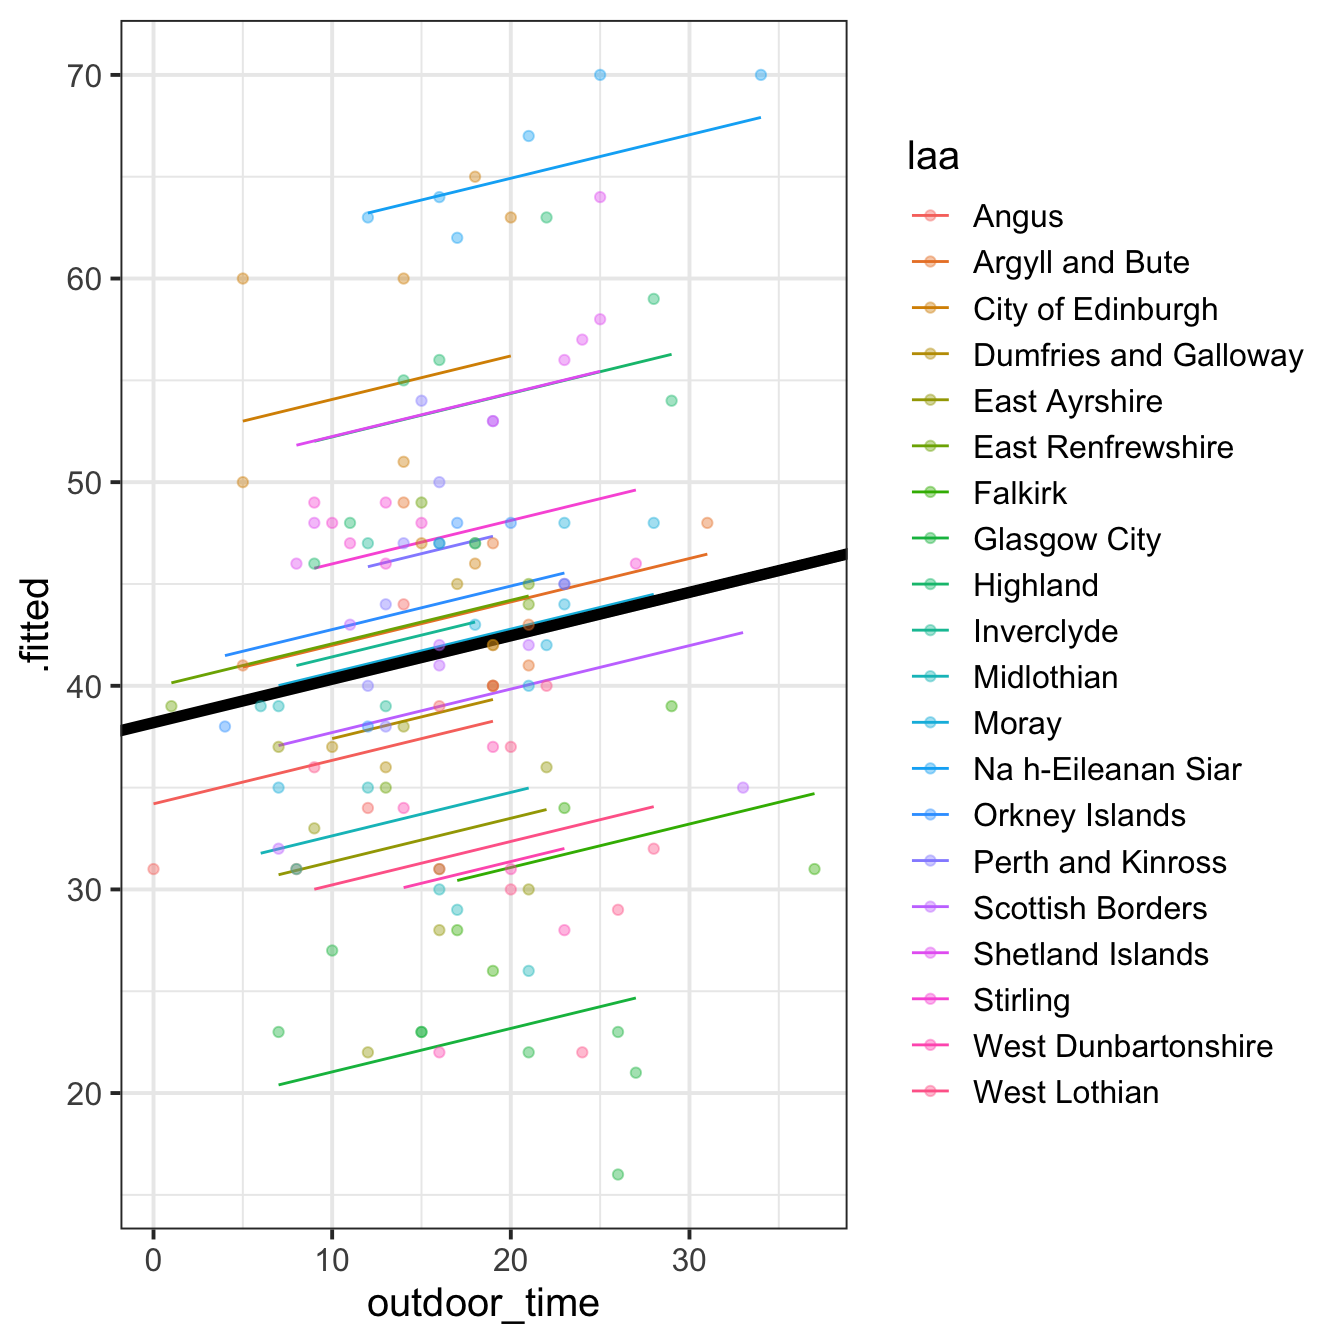 70
60
50
40
30
20
.fitted
0 10 20 30
outdoor_time
laa
Angus
Argyll and Bute
City of Edinburgh
Dumfries and Galloway
East Ayrshire
East Renfrewshire
Falkirk
Glasgow City
Highland
Inverclyde
Midlothian
Moray
Na h-Eileanan Siar
Orkney Islands
Perth and Kinross
Scottish Borders
Shetland Islands
Stirling
West Dunbartonshire
West Lothian